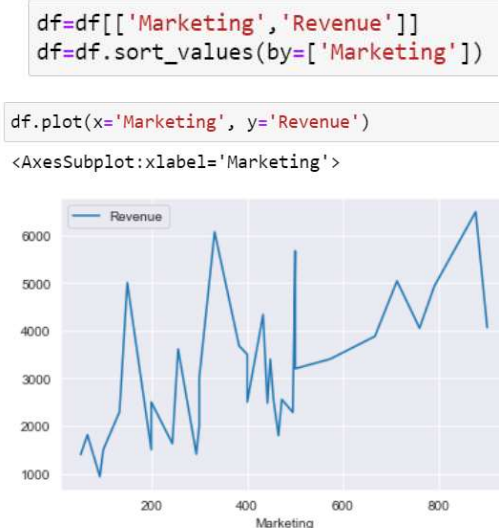 df=df[['Marketing','Revenue']]
df=df.sort_values(by=['Marketing'])
df.plot(x='Marketing', y='Revenue')
<AxesSubplot:xlabel='Marketing'>
Revenue
6000
5000
4000
3000
2000
1000
200 400 600 800
Marketing